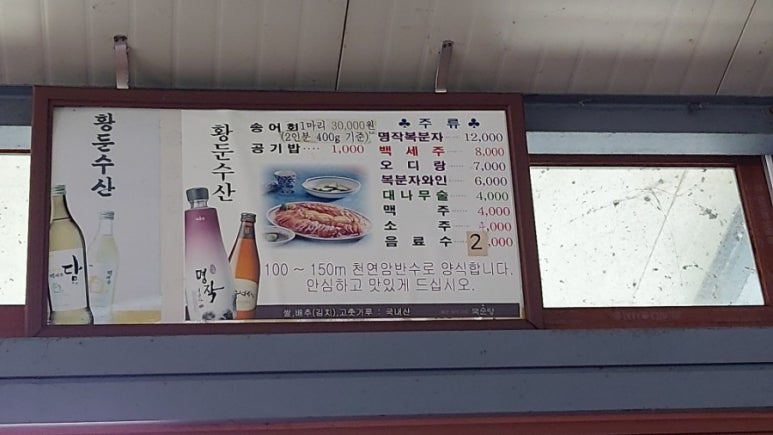 황둔수산
황둔수산
송어회 1마리 30,000원
(2인분 400g 기준)
공기밥 ···· 1,000
♣ 주류 ♣
명작복분자 ··· 12,000
백세주 ······ 8,000
오디랑 ······ 7,000
복분자와인 ···· 6,000
대나무술 ···· 4,000
맥주 ······ 4,000
소주 ······ ,000
음료수 2,000
100 ~ 150m 천연암반수로 양식합니다.
안심하고 맛있게 드십시오.
쌀,배추(김치),고춧가루 : 국내산
담
명작